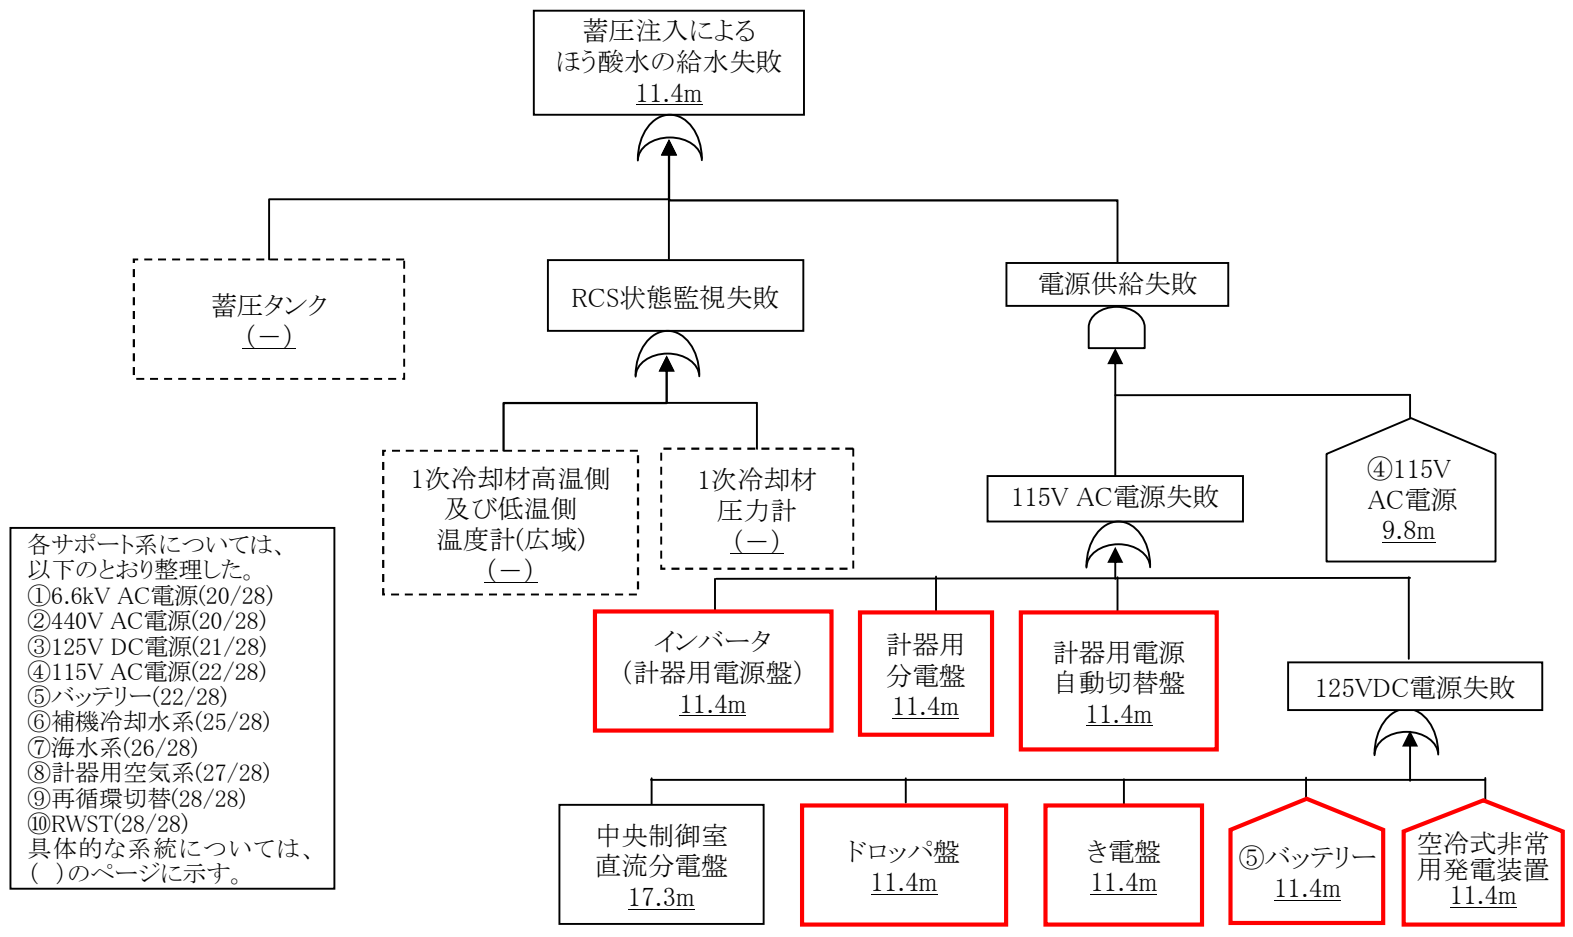 蓄圧注入による
ほう酸水の給水失敗
11.4m
蓄圧タンク
(－)
RCS状態監視失敗
電源供給失敗
1次冷却材高温側
及び低温側
温度計(広域)
(－)
1次冷却材
圧力計
(－)
115V AC電源失敗
④115V
AC電源
9.8m
インバータ
(計器用電源盤)
11.4m
計器用
分電盤
11.4m
計器用電源
自動切替盤
11.4m
125VDC電源失敗
中央制御室
直流分電盤
17.3m
ドロッパ盤
11.4m
き電盤
11.4m
⑤バッテリー
11.4m
空冷式非常
用発電装置
11.4m
各サポート系については、
以下のとおり整理した。
①6.6kV AC電源(20/28)
②440V AC電源(20/28)
③125V DC電源(21/28)
④115V AC電源(22/28)
⑤バッテリー(22/28)
⑥補機冷却水系(25/28)
⑦海水系(26/28)
⑧計器用空気系(27/28)
⑨再循環切替(28/28)
⑩RWST(28/28)
具体的な系統については、
(　)のページに示す。